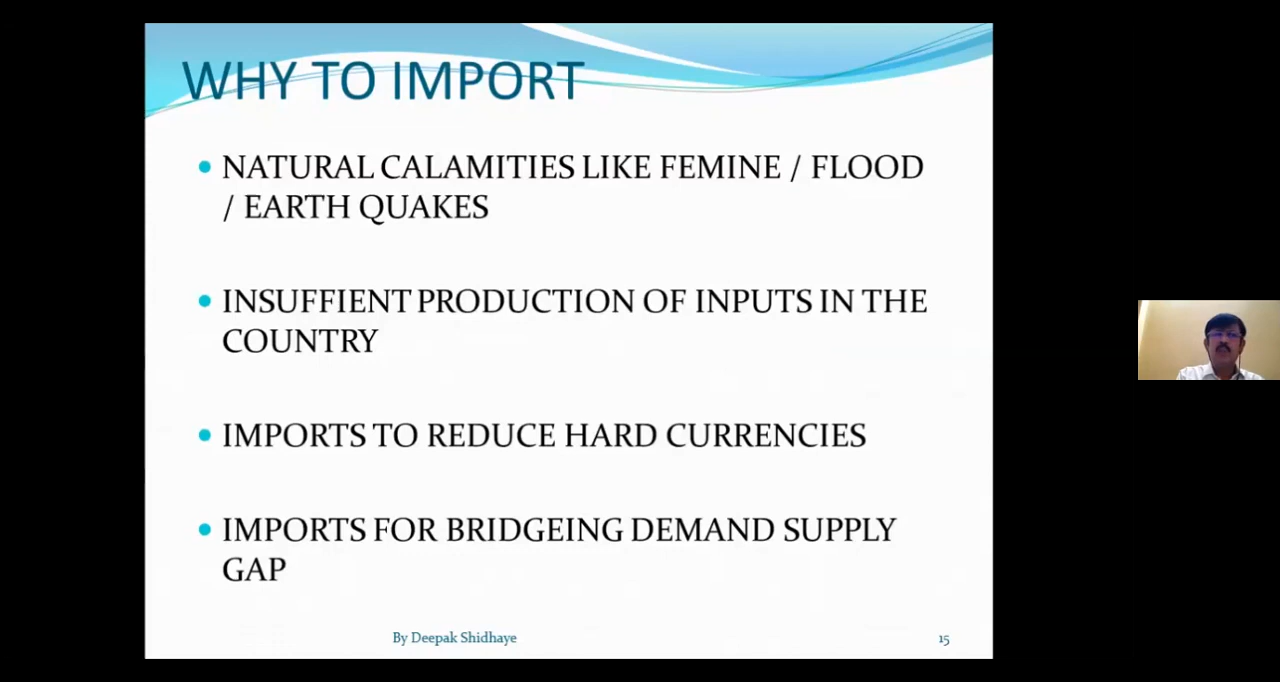 WHY TO IMPORT
NATURAL CALAMITIES LIKE FEMINE / FLOOD
/ EARTH QUAKES
INSUFFIENT PRODUCTION OF INPUTS IN THE
COUNTRY
IMPORTS TO REDUCE HARD CURRENCIES
IMPORTS FOR BRIDGEING DEMAND SUPPLY
GAP
By Deepak Shidhaye
15